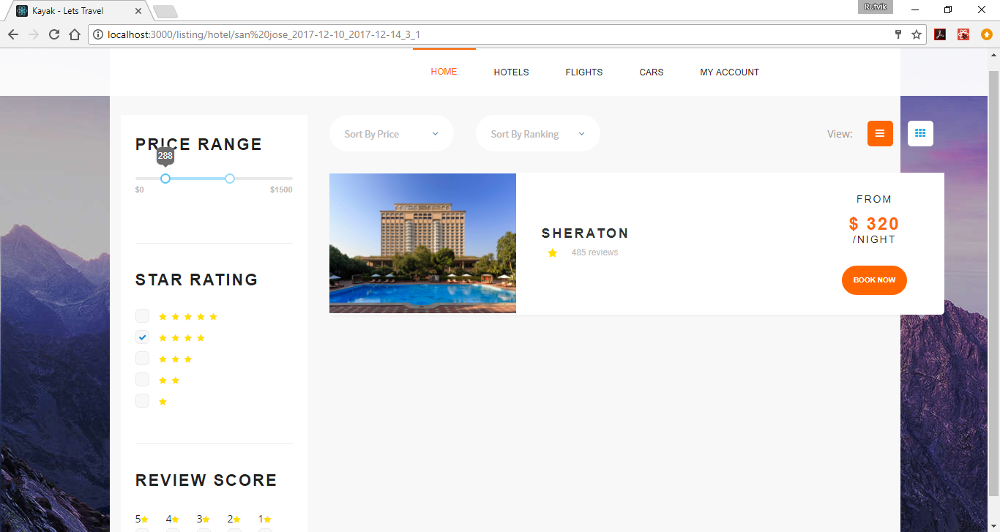 Kayak - Lets Travel
Rutvik
localhost:3000/listing/hotel/san%20jose_2017-12-10_2017-12-14_3_1
HOME HOTELS FLIGHTS CARS MY ACCOUNT
PRICE RANGE
288
$0 $1500
STAR RATING
REVIEW SCORE
5 4 3 2 1
Sort By Price Sort By Ranking View:
SHERATON
485 reviews
FROM
$ 320
/NIGHT
BOOK NOW